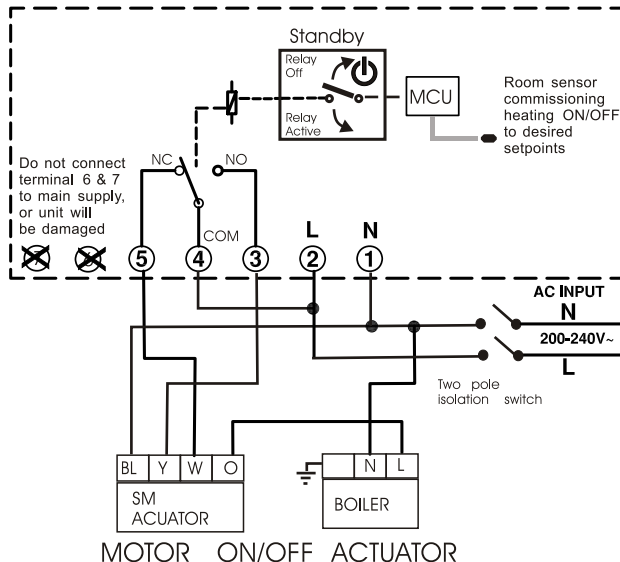 Standby
Relay
Off
Relay
Active
MCU
Room sensor
commissioning
heating ON/OFF
to desired
setpoints
Do not connect
terminal 6 & 7
to main supply,
or unit will
be damaged
NC
NO
COM
L
N
7
6
5
4
3
2
1
AC INPUT
N
200-240V~
L
Two pole
isolation switch
BL
Y
W
O
SM
ACUATOR
N
L
BOILER
MOTOR ON/OFF ACTUATOR